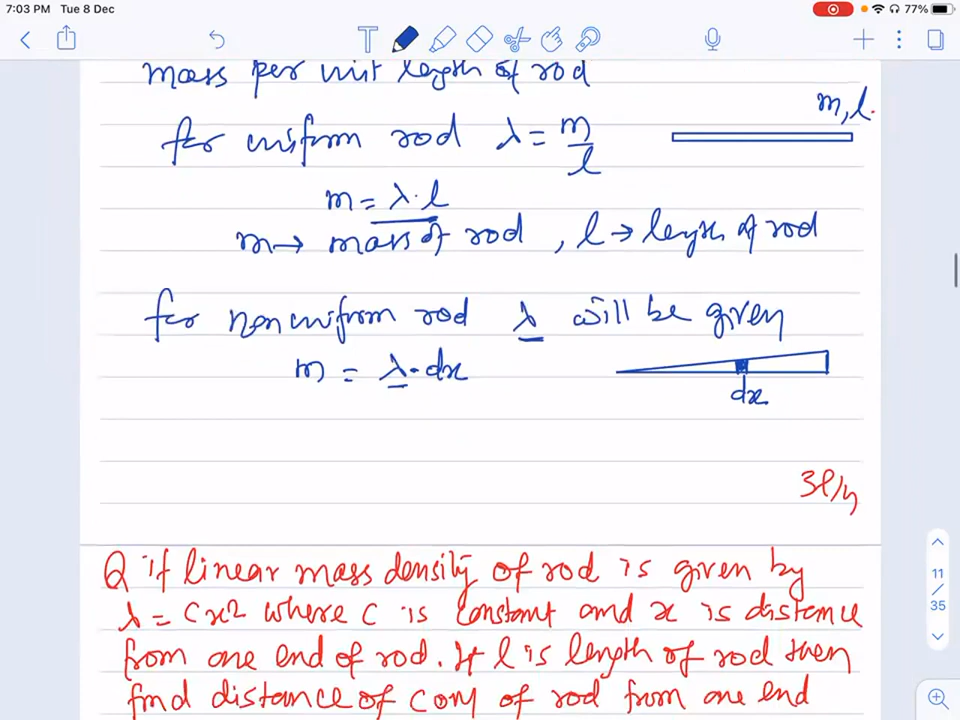 7:03 PM Tue 8 Dec
77%
mass per unit length of rod
m, l
for uniform rod λ = m/l
m = λ·l
m → mass of rod , l → length of rod
for non uniform rod λ will be given
m = λ·dx
dx
3l/4
Q if linear mass density of rod is given by
λ = cx² where c is constant and x is distance
from one end of rod. If l is length of rod then
find distance of com of rod from one end
11
/
35